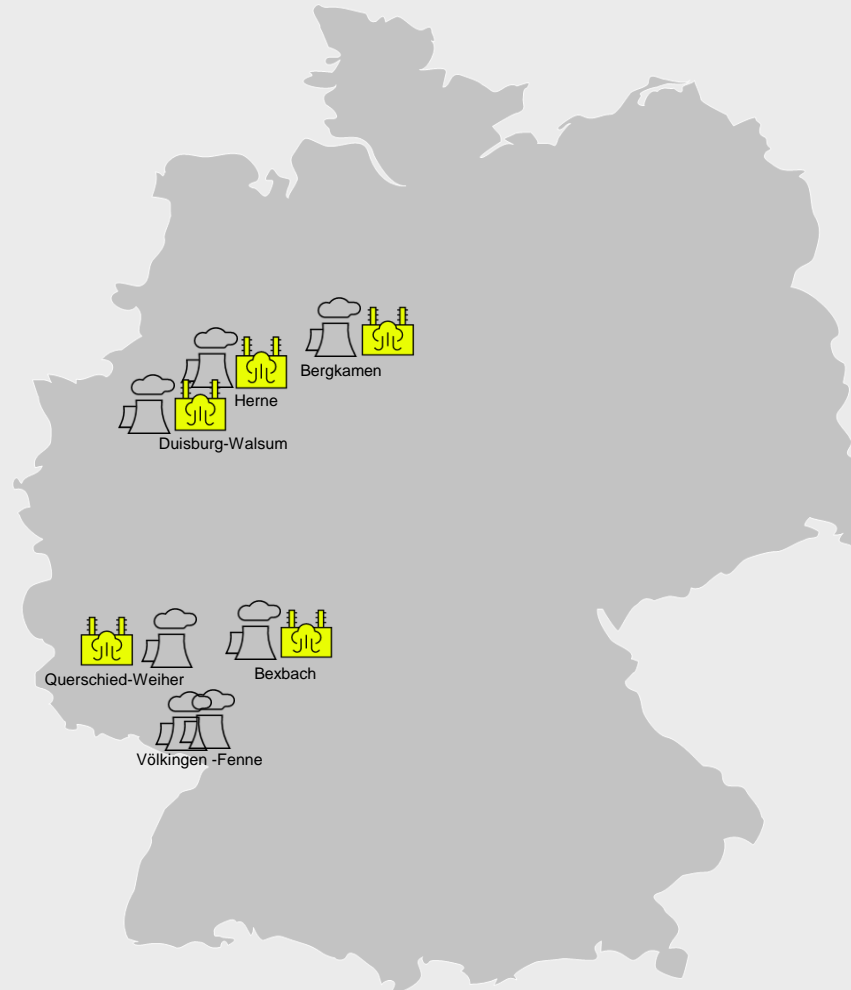 Bergkamen
Herne
Duisburg-Walsum
Querschied-Weiher
Bexbach
Völkingen -Fenne